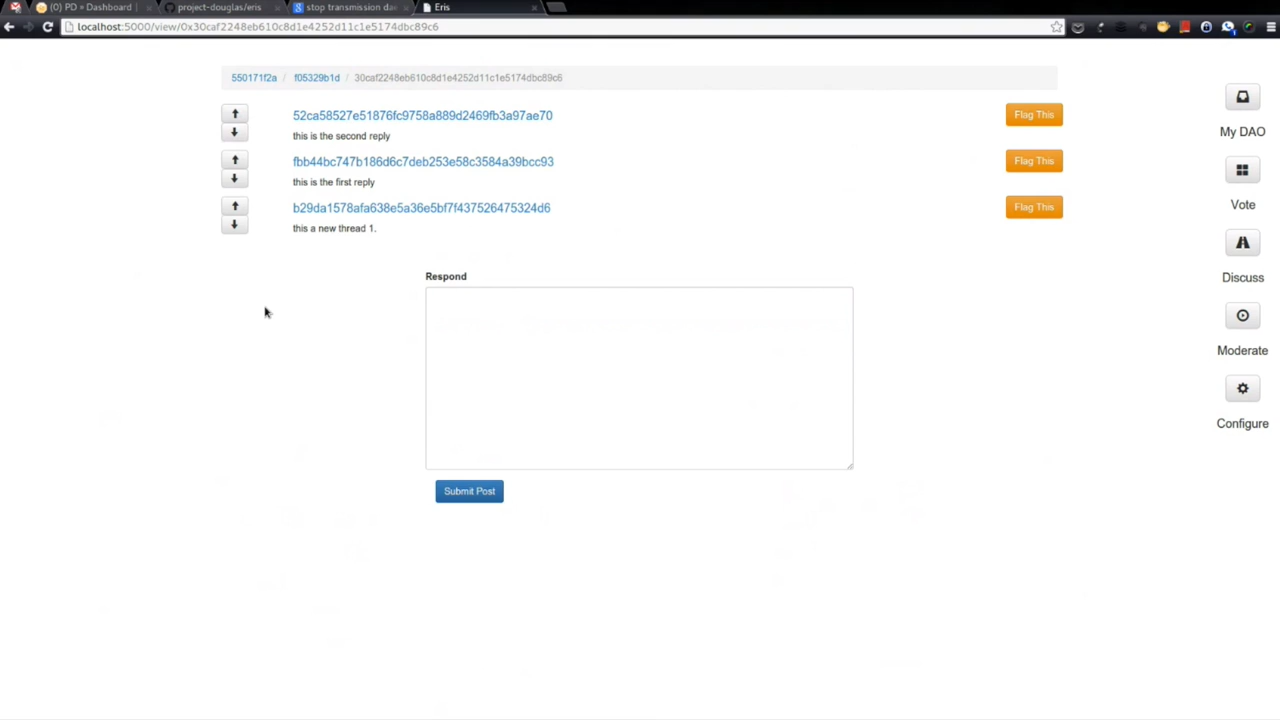 (0) PD » Dashboard
project-douglas/eris
stop transmission da
Eris
localhost:5000/view/0x30caf2248eb610c8d1e4252d11c1e5174dbc89c6
550171f2a / f05329b1d / 30caf2248eb610c8d1e4252d11c1e5174dbc89c6
52ca58527e51876fc9758a889d2469fb3a97ae70
Flag This
this is the second reply
fbb44bc747b186d6c7deb253e58c3584a39bcc93
Flag This
this is the first reply
b29da1578afa638e5a36e5bf7f437526475324d6
Flag This
this a new thread 1.
Respond
Submit Post
My DAO
Vote
Discuss
Moderate
Configure